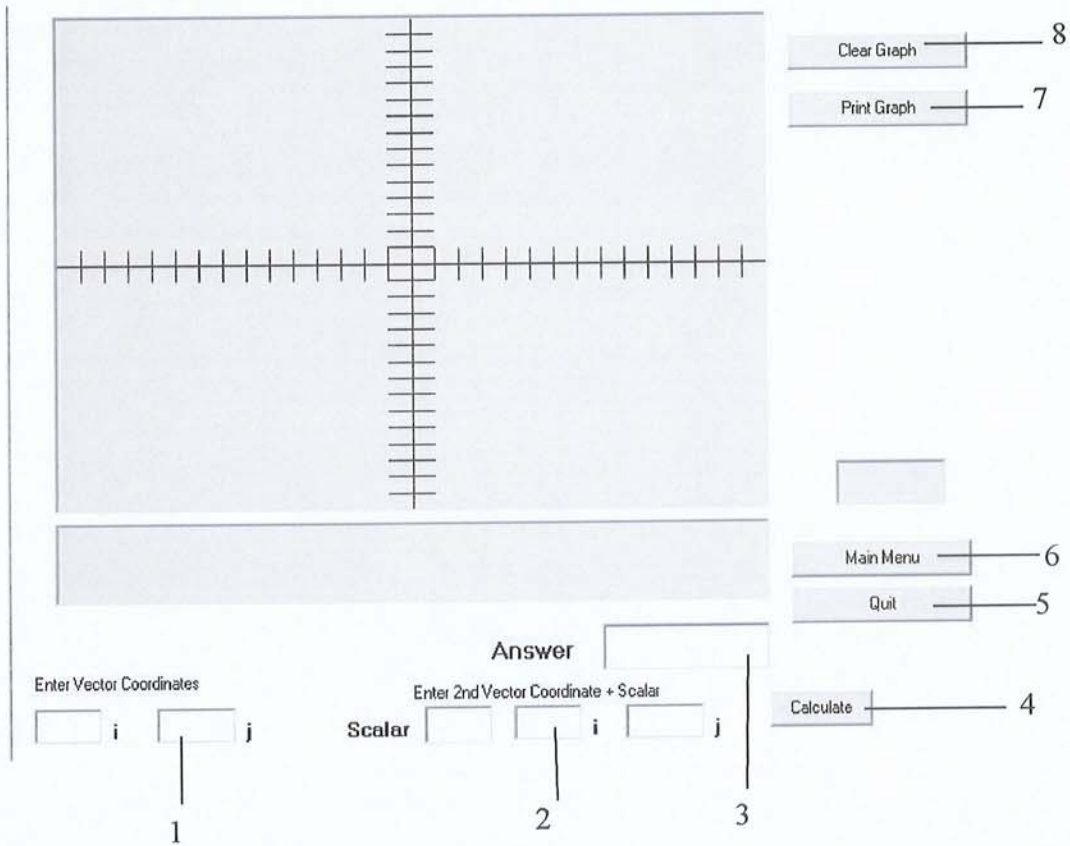 Clear Graph 8
Print Graph 7
Main Menu 6
Quit 5
Answer
Enter Vector Coordinates
Enter 2nd Vector Coordinate + Scalar
i j Scalar i j Calculate 4
1 2 3